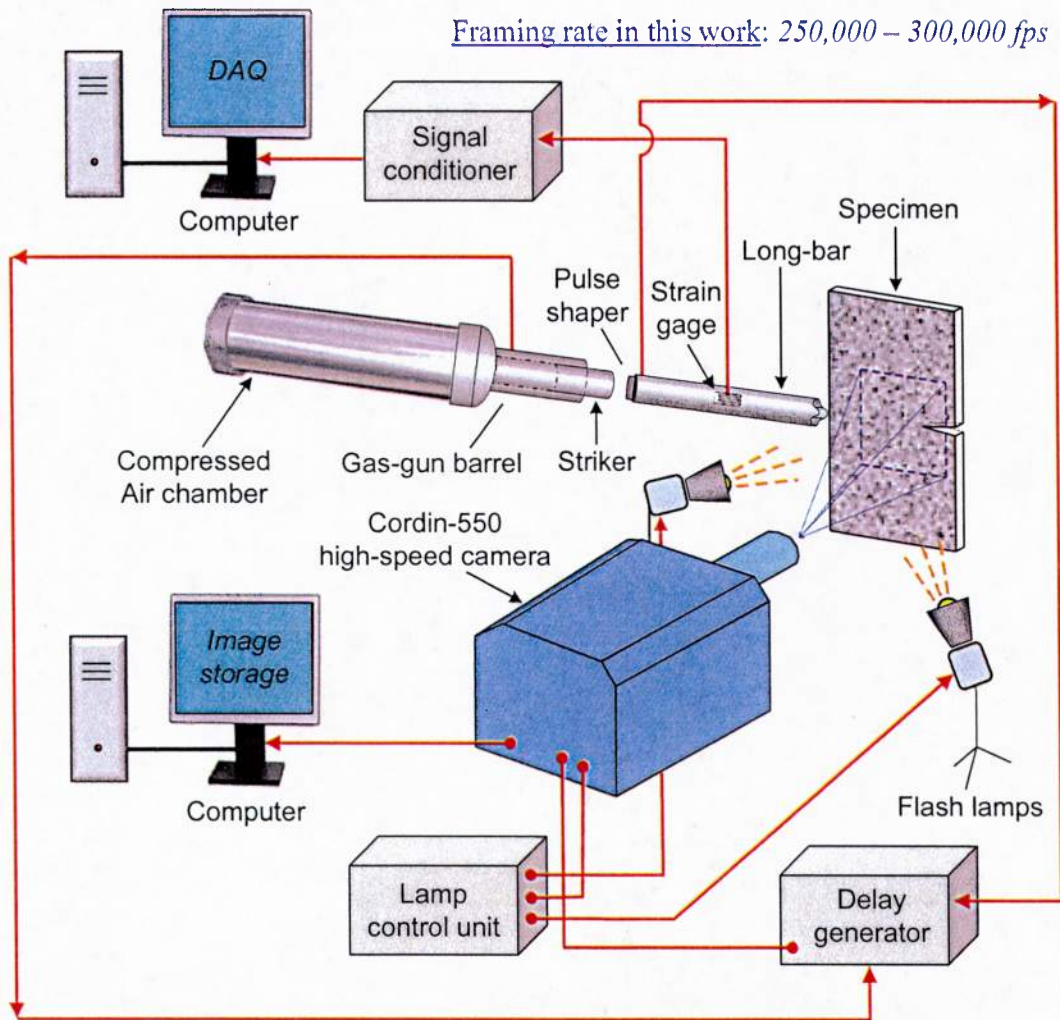 Framing rate in this work: 250,000 – 300,000 fps
DAQ
Signal
conditioner
Computer
Specimen
Long-bar
Pulse
shaper
Strain
gage
Compressed
Air chamber
Gas-gun barrel
Striker
Cordin-550
high-speed camera
Image
storage
Computer
Flash lamps
Lamp
control unit
Delay
generator